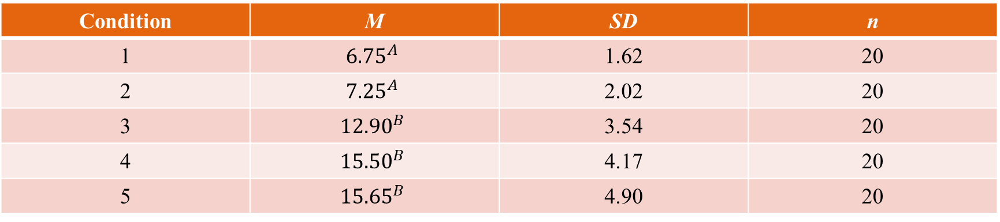 Condition M SD n
1 6.75^A 1.62 20
2 7.25^A 2.02 20
3 12.90^B 3.54 20
4 15.50^B 4.17 20
5 15.65^B 4.90 20